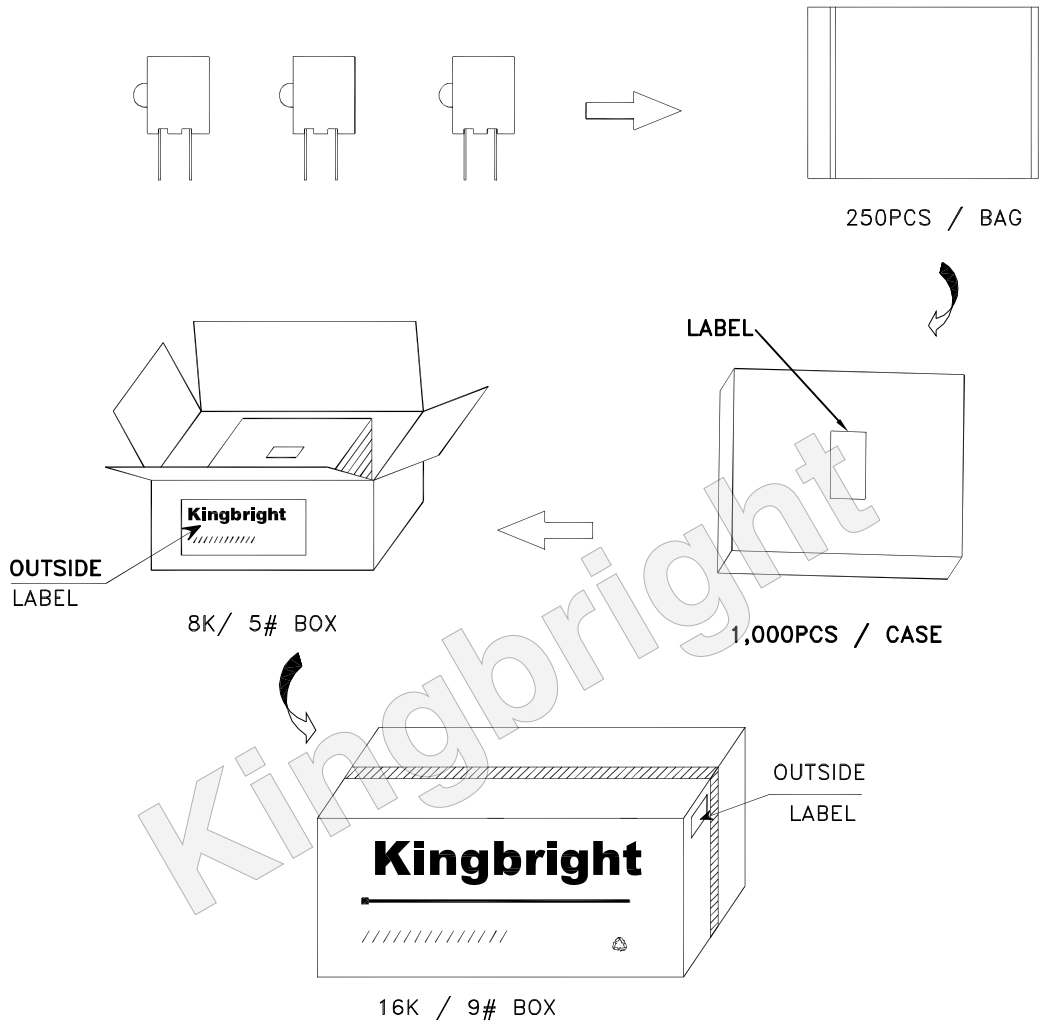 250PCS / BAG
LABEL
Kingbright
OUTSIDE
LABEL
8K/ 5# BOX
1,000PCS / CASE
OUTSIDE
LABEL
Kingbright
16K / 9# BOX
Kingbright